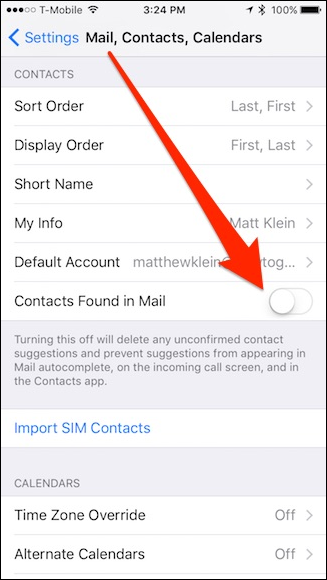 T-Mobile 3:24 PM 100%
Settings Mail, Contacts, Calendars
CONTACTS
Sort Order Last, First
Display Order First, Last
Short Name
My Info Matt Klein
Default Account matthewklein@ utog...
Contacts Found in Mail
Turning this off will delete any unconfirmed contact
suggestions and prevent suggestions from appearing in
Mail autocomplete, on the incoming call screen, and in
the Contacts app.
Import SIM Contacts
CALENDARS
Time Zone Override Off
Alternate Calendars Off